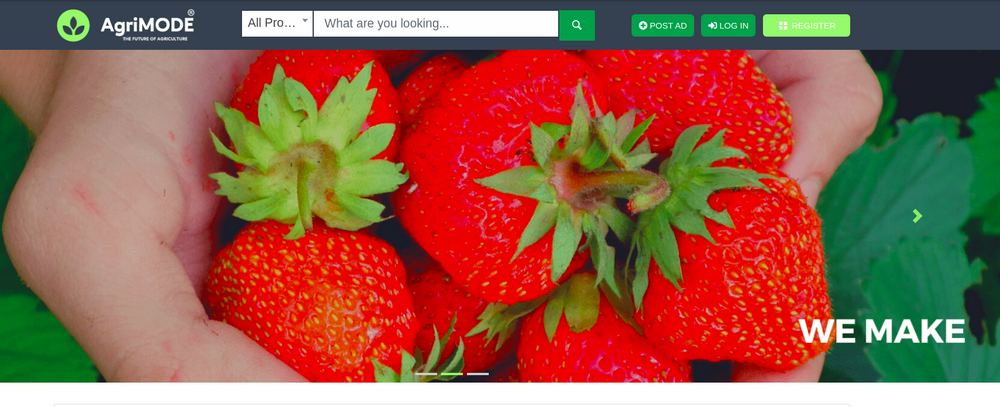 AgriMODE®
THE FUTURE OF AGRICULTURE
All Pro...
What are you looking...
POST AD
LOG IN
REGISTER
WE MAKE